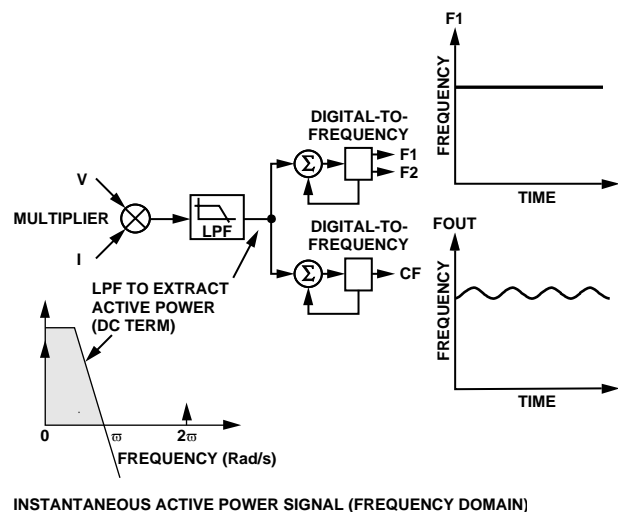 F1
FREQUENCY
TIME
DIGITAL-TO-
FREQUENCY
Σ
F1
F2
V
MULTIPLIER
I
LPF
DIGITAL-TO-
FREQUENCY
Σ
CF
FOUT
FREQUENCY
TIME
LPF TO EXTRACT
ACTIVE POWER
(DC TERM)
0
ϖ
2ϖ
FREQUENCY (Rad/s)
INSTANTANEOUS ACTIVE POWER SIGNAL (FREQUENCY DOMAIN)